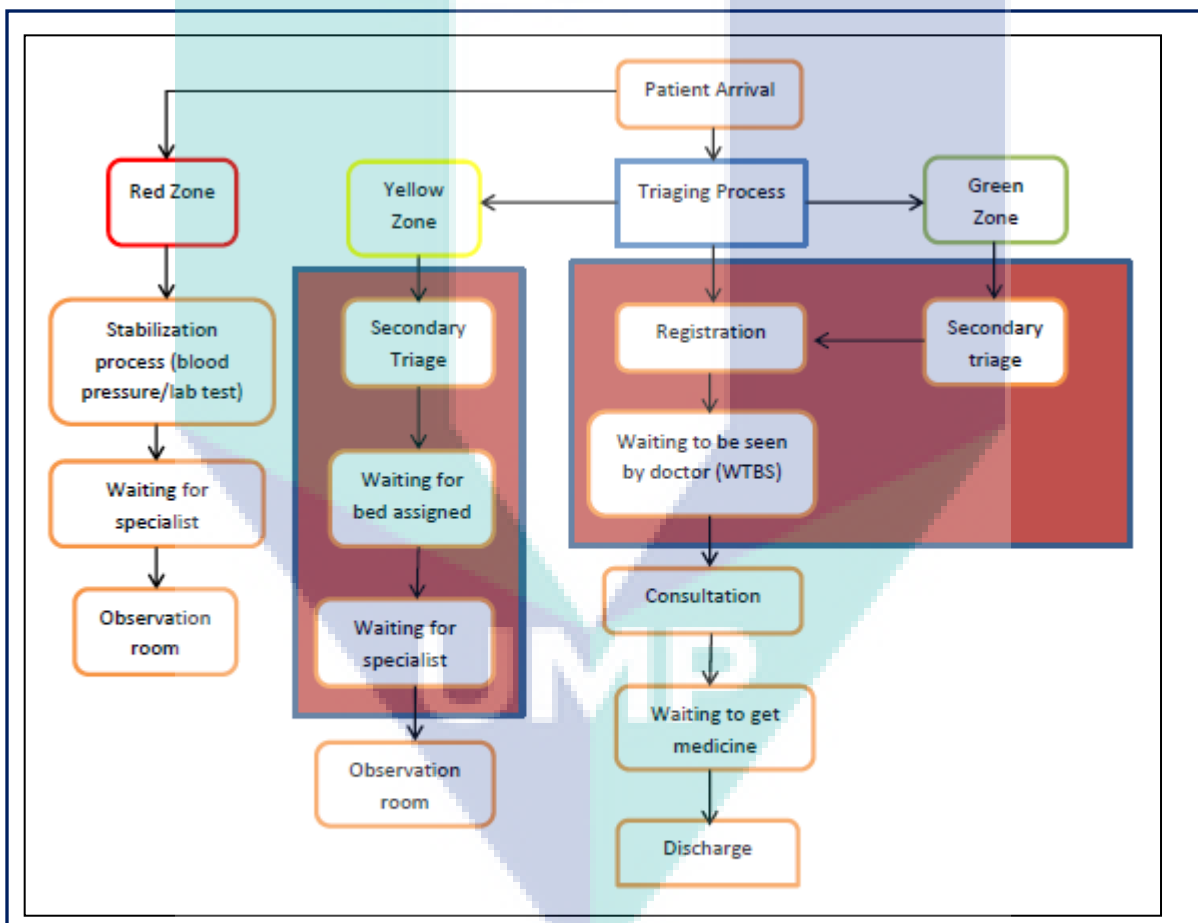 Patient Arrival
Red Zone
Yellow
Zone
Triaging Process
Green
Zone
Stabilization
process (blood
pressure/lab test)
Secondary
Triage
Registration
Secondary
triage
Waiting to be seen
by doctor (WTBS)
Waiting for
specialist
Waiting for
bed assigned
Observation
room
Waiting for
specialist
Consultation
UMP
Waiting to get
medicine
Observation
room
Discharge